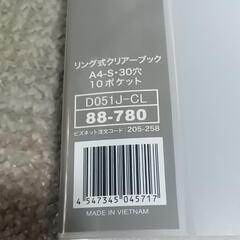 リング式クリアーブック
A4-S・30穴
10ポケット
D051J-CL
88-780
ビズネット注文コード 205-258
4 547345 045717
MADE IN VIETNAM